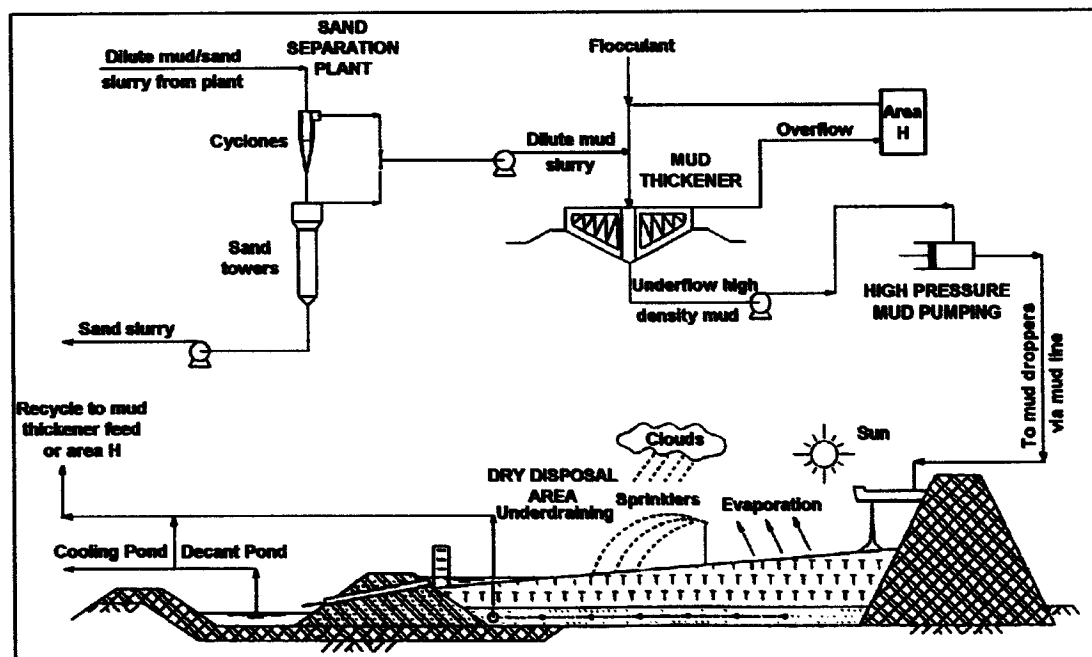 SAND
SEPARATION
PLANT
Dilute mud/sand
slurry from plant
Cyclones
Sand
towers
Sand slurry
Flooculant
Dilute mud
slurry
MUD
THICKENER
Overflow
Area
H
Underflow high
density mud
HIGH PRESSURE
MUD PUMPING
To mud droppers
via mud line
Recycle to mud
thickener feed
or area H
Clouds
Sun
DRY DISPOSAL
AREA
Underdraining
Sprinklers
Evaporation
Cooling Pond
Decant Pond